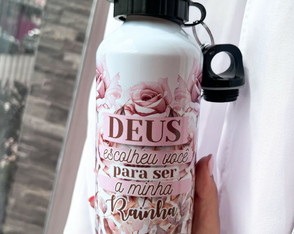 DEUS
escolheu você
para ser
a minha
Rainha